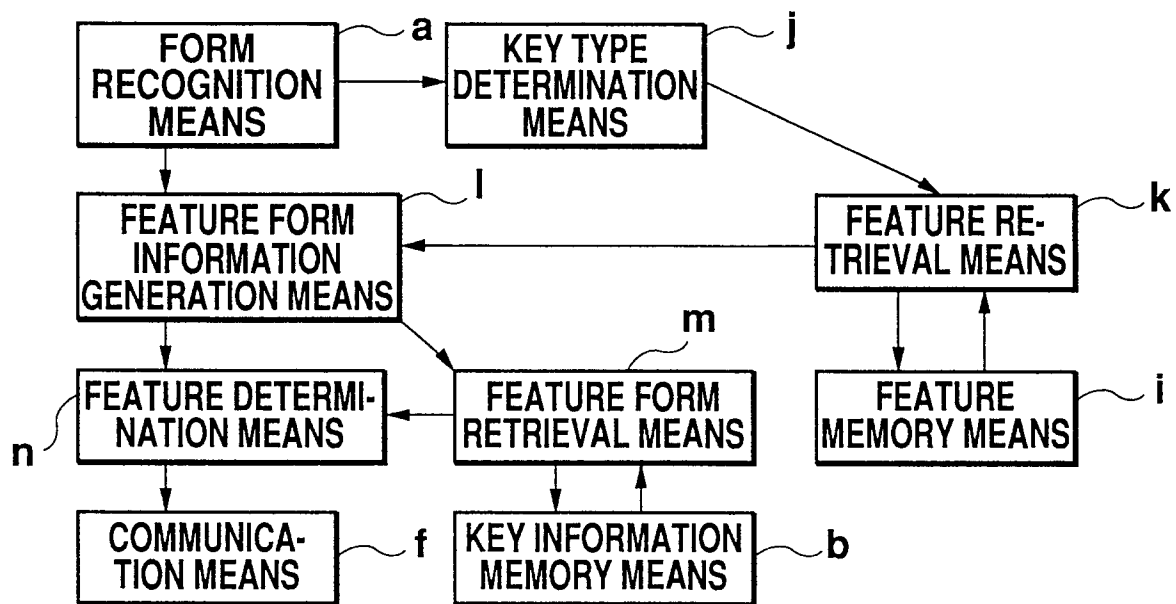 FORM
RECOGNITION
MEANS
a
KEY TYPE
DETERMINATION
MEANS
j
FEATURE FORM
INFORMATION
GENERATION MEANS
l
FEATURE RE-
TRIEVAL MEANS
k
FEATURE DETERMI-
NATION MEANS
n
FEATURE FORM
RETRIEVAL MEANS
m
FEATURE
MEMORY MEANS
i
COMMUNICA-
TION MEANS
f
KEY INFORMATION
MEMORY MEANS
b